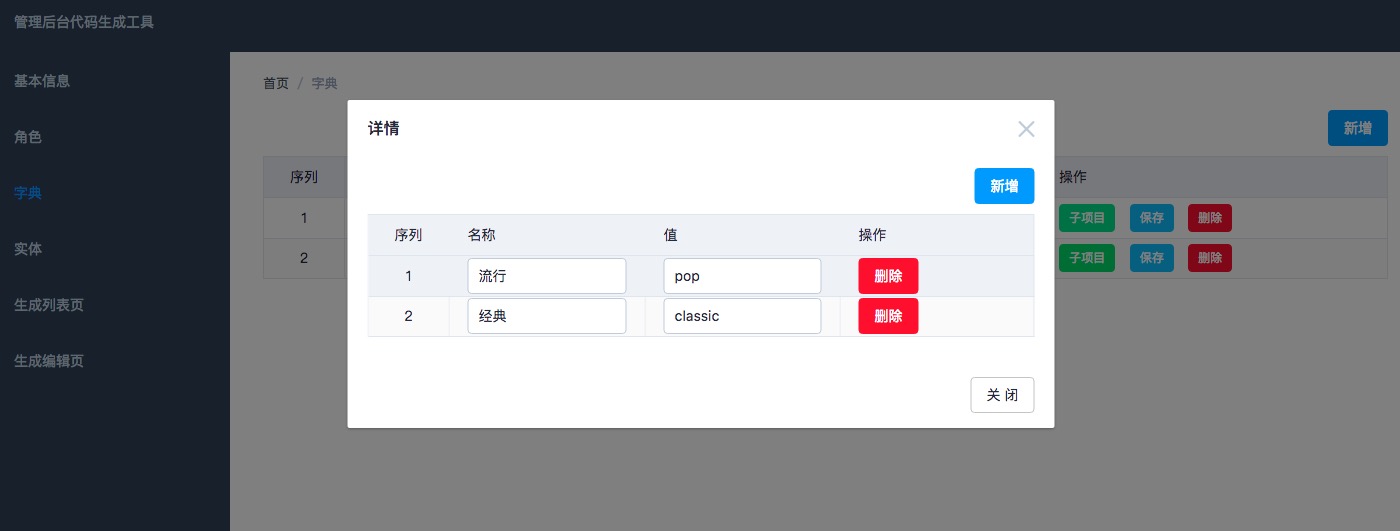 管理后台代码生成工具
基本信息
角色
字典
实体
生成列表页
生成编辑页
首页 / 字典
新增
序列 操作
1 子项目 保存 删除
2 子项目 保存 删除
详情
新增
序列 名称 值 操作
1 流行 pop 删除
2 经典 classic 删除
关 闭